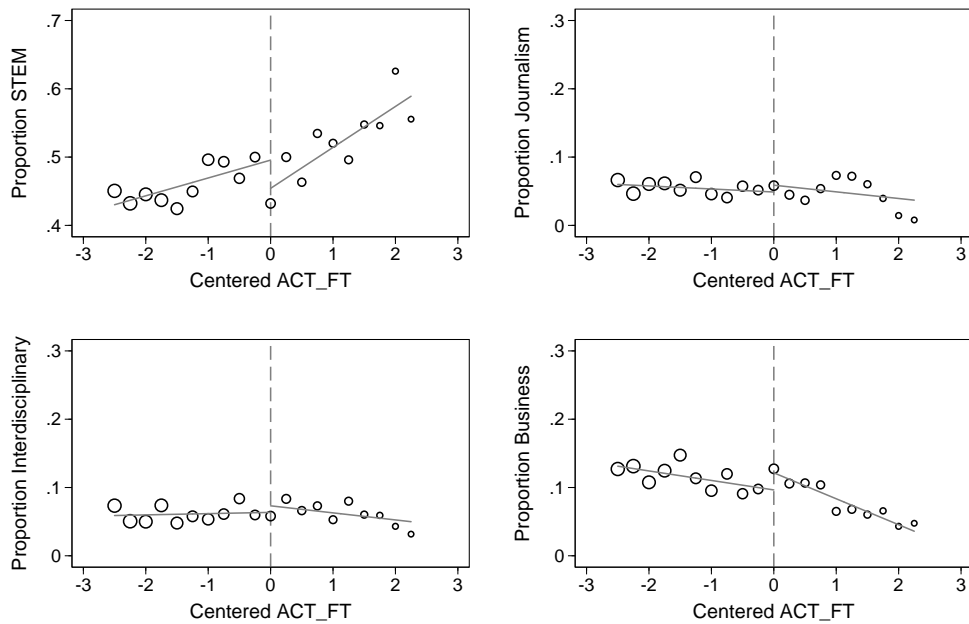 Proportion STEM
.7
.6
.5
.4
-3 -2 -1 0 1 2 3
Centered ACT_FT
Proportion Journalism
.3
.2
.1
0
-3 -2 -1 0 1 2 3
Centered ACT_FT
Proportion Interdisciplinary
.3
.2
.1
0
-3 -2 -1 0 1 2 3
Centered ACT_FT
Proportion Business
.3
.2
.1
0
-3 -2 -1 0 1 2 3
Centered ACT_FT